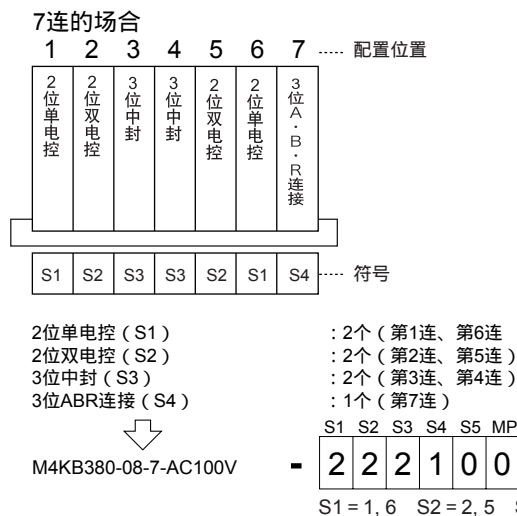 7连的场合
1 2 3 4 5 6 7 ..... 配置位置
2位单电控
2位双电控
3位中封
3位中封
2位双电控
2位单电控
3位A・B・R连接
S1 S2 S3 S3 S2 S1 S4 ..... 符号
2位单电控（S1） : 2个（第1连、第6连
2位双电控（S2） : 2个（第2连、第5连）
3位中封（S3） : 2个（第3连、第4连）
3位ABR连接（S4） : 1个（第7连）
S1 S2 S3 S4 S5 MP
M4KB380-08-7-AC100V - 2 2 2 1 0 0
S1 = 1, 6 S2 = 2, 5 S